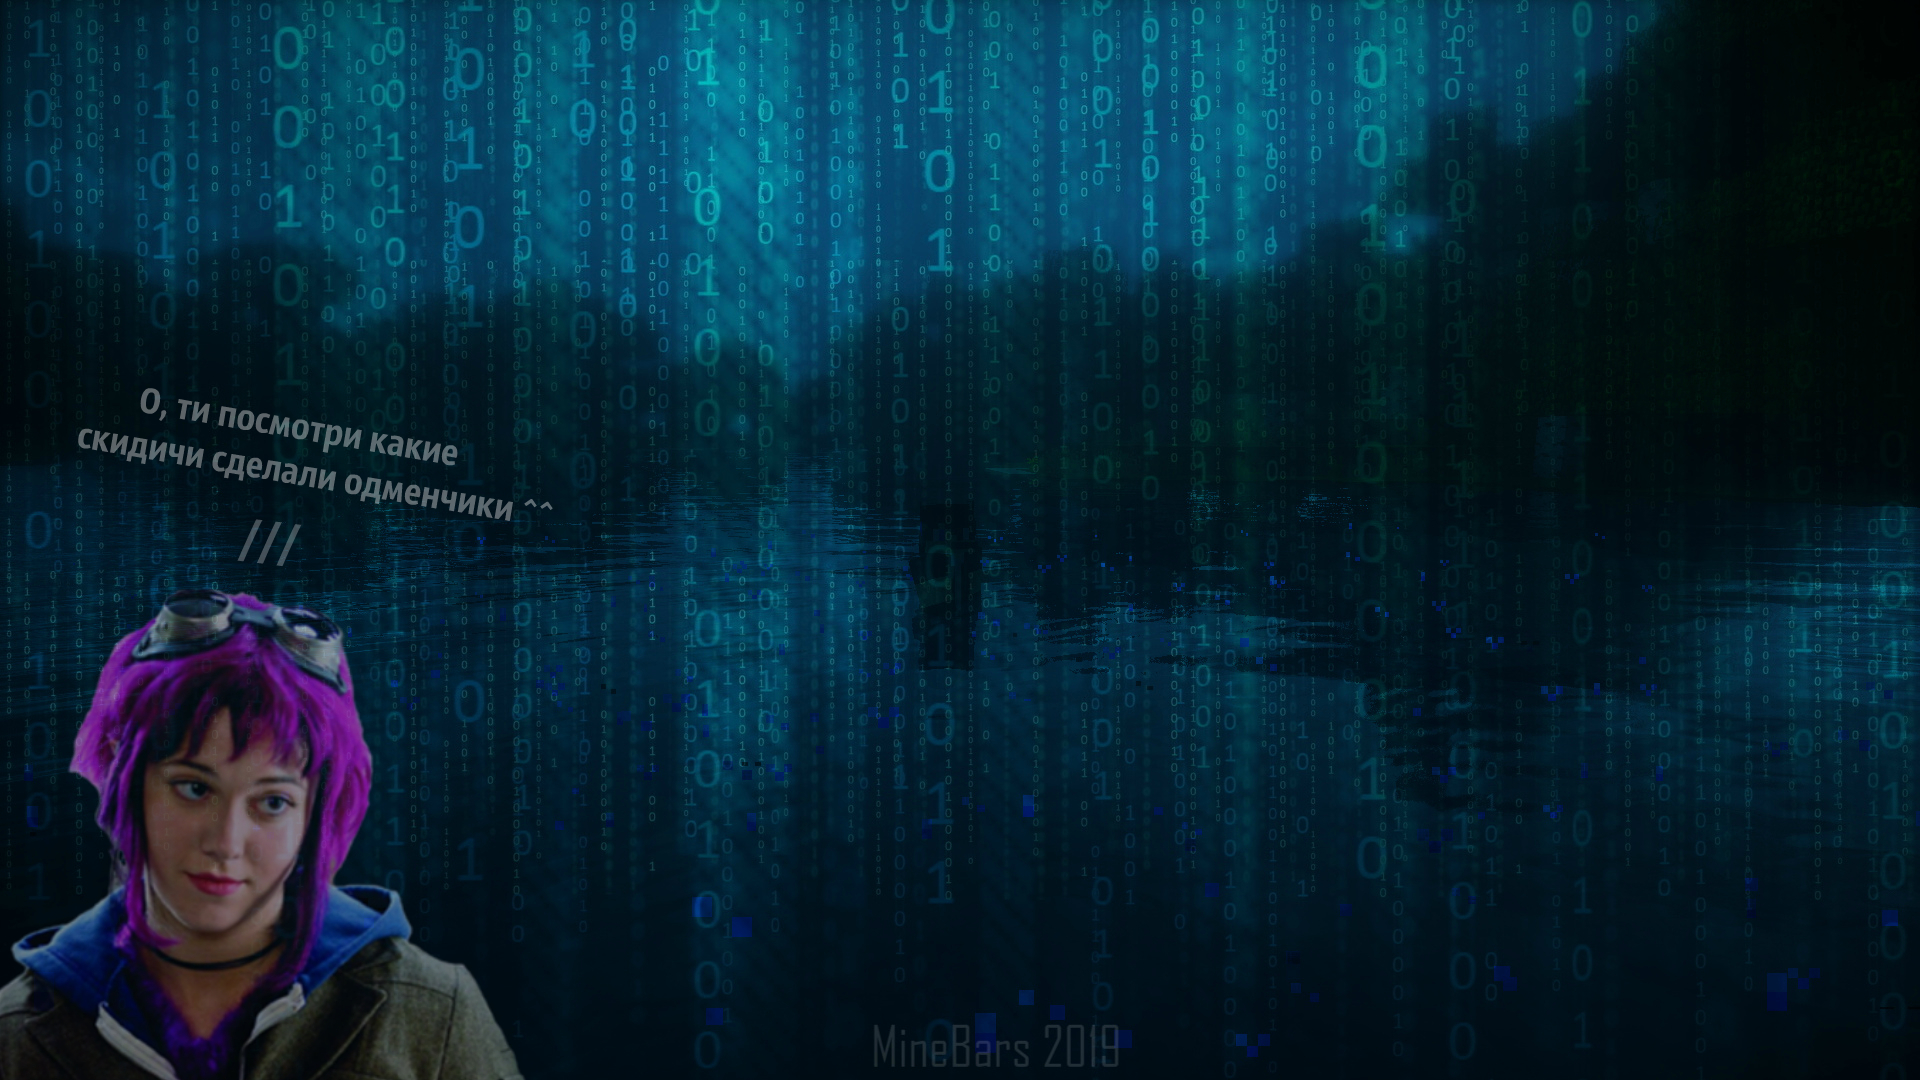 О, ти посмотри какие
скидичи сделали одменчики ^^
///
MineBars 2019